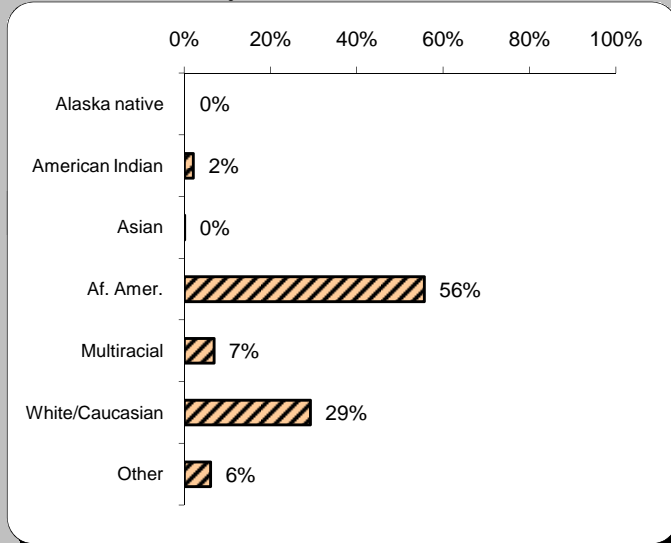 0% 20% 40% 60% 80% 100%
Alaska native 0%
American Indian 2%
Asian 0%
Af. Amer. 56%
Multiracial 7%
White/Caucasian 29%
Other 6%